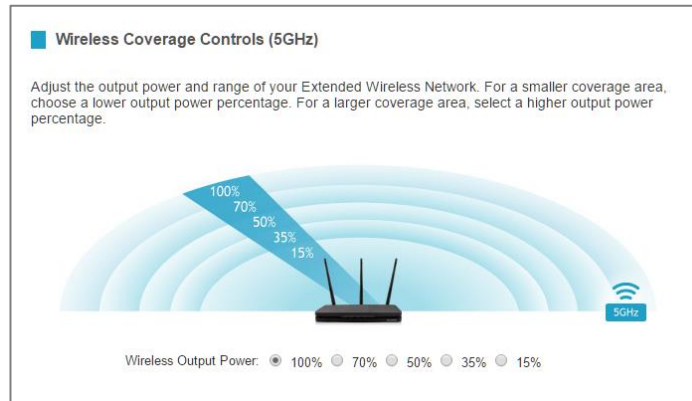 Wireless Coverage Controls (5GHz)
Adjust the output power and range of your Extended Wireless Network. For a smaller coverage area,
choose a lower output power percentage. For a larger coverage area, select a higher output power
percentage.
100%
70%
50%
35%
15%
5GHz
Wireless Output Power: 100% 70% 50% 35% 15%